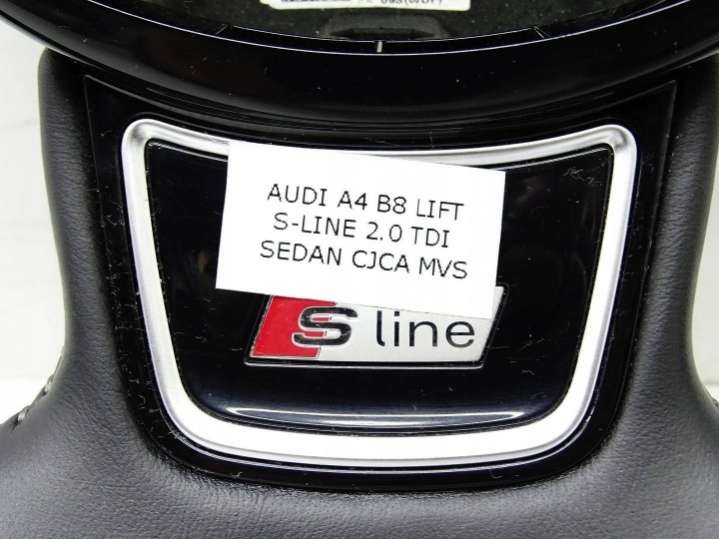 AUDI A4 B8 LIFT
S-LINE 2.0 TDI
SEDAN CJCA MVS
S line